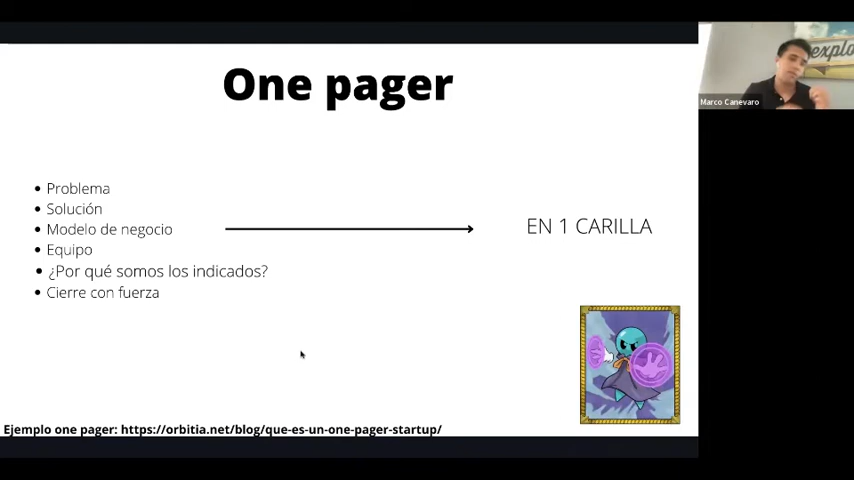 One pager
Problema
Solución
Modelo de negocio
Equipo
¿Por qué somos los indicados?
Cierre con fuerza
EN 1 CARILLA
Ejemplo one pager: https://orbitia.net/blog/que-es-un-one-pager-startup/
Marco Canevaro
explo